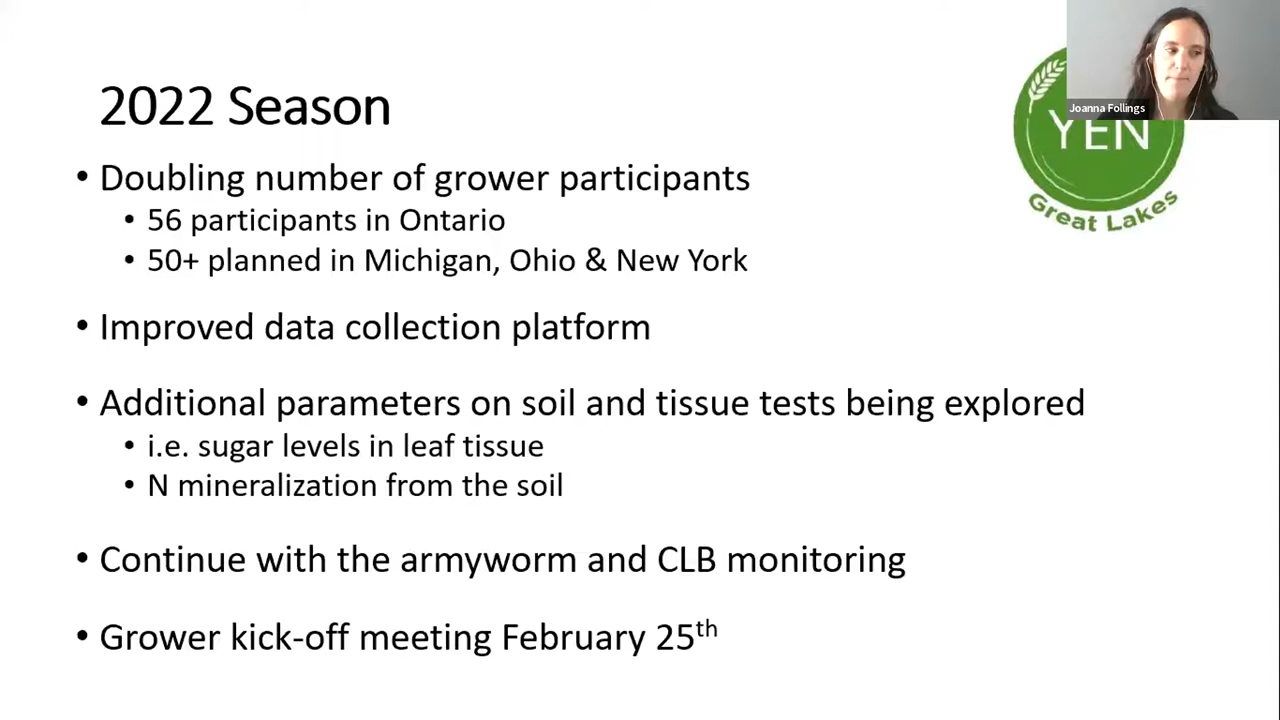 Joanna Follings
YEN
Great Lakes
2022 Season
• Doubling number of grower participants
• 56 participants in Ontario
• 50+ planned in Michigan, Ohio & New York
• Improved data collection platform
• Additional parameters on soil and tissue tests being explored
• i.e. sugar levels in leaf tissue
• N mineralization from the soil
• Continue with the armyworm and CLB monitoring
• Grower kick-off meeting February 25th